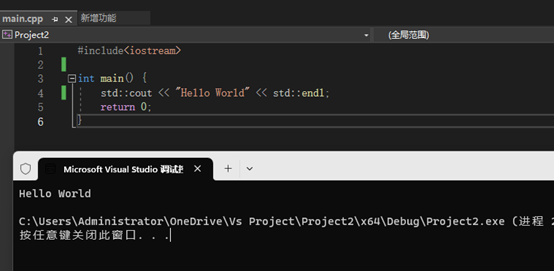 main.cpp 新增功能
Project2 (全局范围)
1 #include<iostream>
2
3 int main() {
4 std::cout << "Hello World" << std::endl;
5 return 0;
6 }
Microsoft Visual Studio 调试
Hello World
C:\Users\Administrator\OneDrive\Vs Project\Project2\x64\Debug\Project2.exe (进程 2
按任意键关闭此窗口. . .